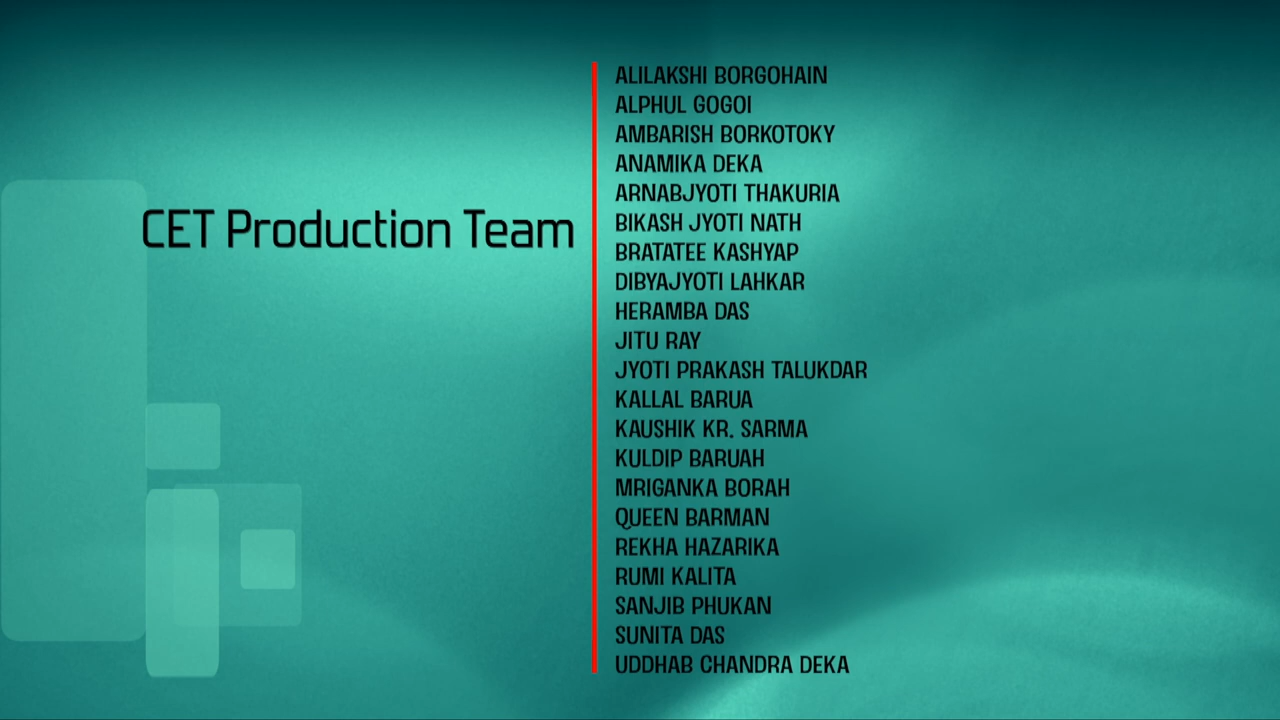 CET Production Team
ALILAKSHI BORGOHAIN
ALPHUL GOGOI
AMBARISH BORKOTOKY
ANAMIKA DEKA
ARNABJYOTI THAKURIA
BIKASH JYOTI NATH
BRATATEE KASHYAP
DIBYAJYOTI LAHKAR
HERAMBA DAS
JITU RAY
JYOTI PRAKASH TALUKDAR
KALLAL BARUA
KAUSHIK KR. SARMA
KULDIP BARUAH
MRIGANKA BORAH
QUEEN BARMAN
REKHA HAZARIKA
RUMI KALITA
SANJIB PHUKAN
SUNITA DAS
UDDHAB CHANDRA DEKA